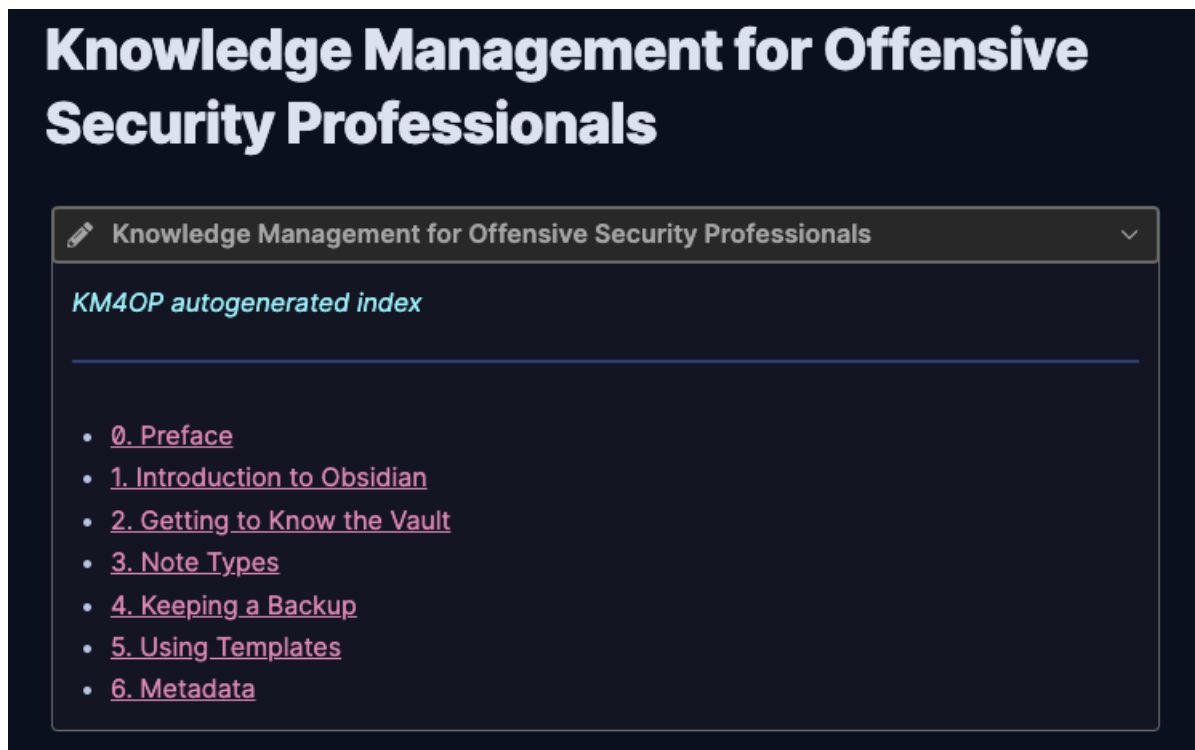 Knowledge Management for Offensive
Security Professionals
Knowledge Management for Offensive Security Professionals
KM4OP autogenerated index
0. Preface
1. Introduction to Obsidian
2. Getting to Know the Vault
3. Note Types
4. Keeping a Backup
5. Using Templates
6. Metadata